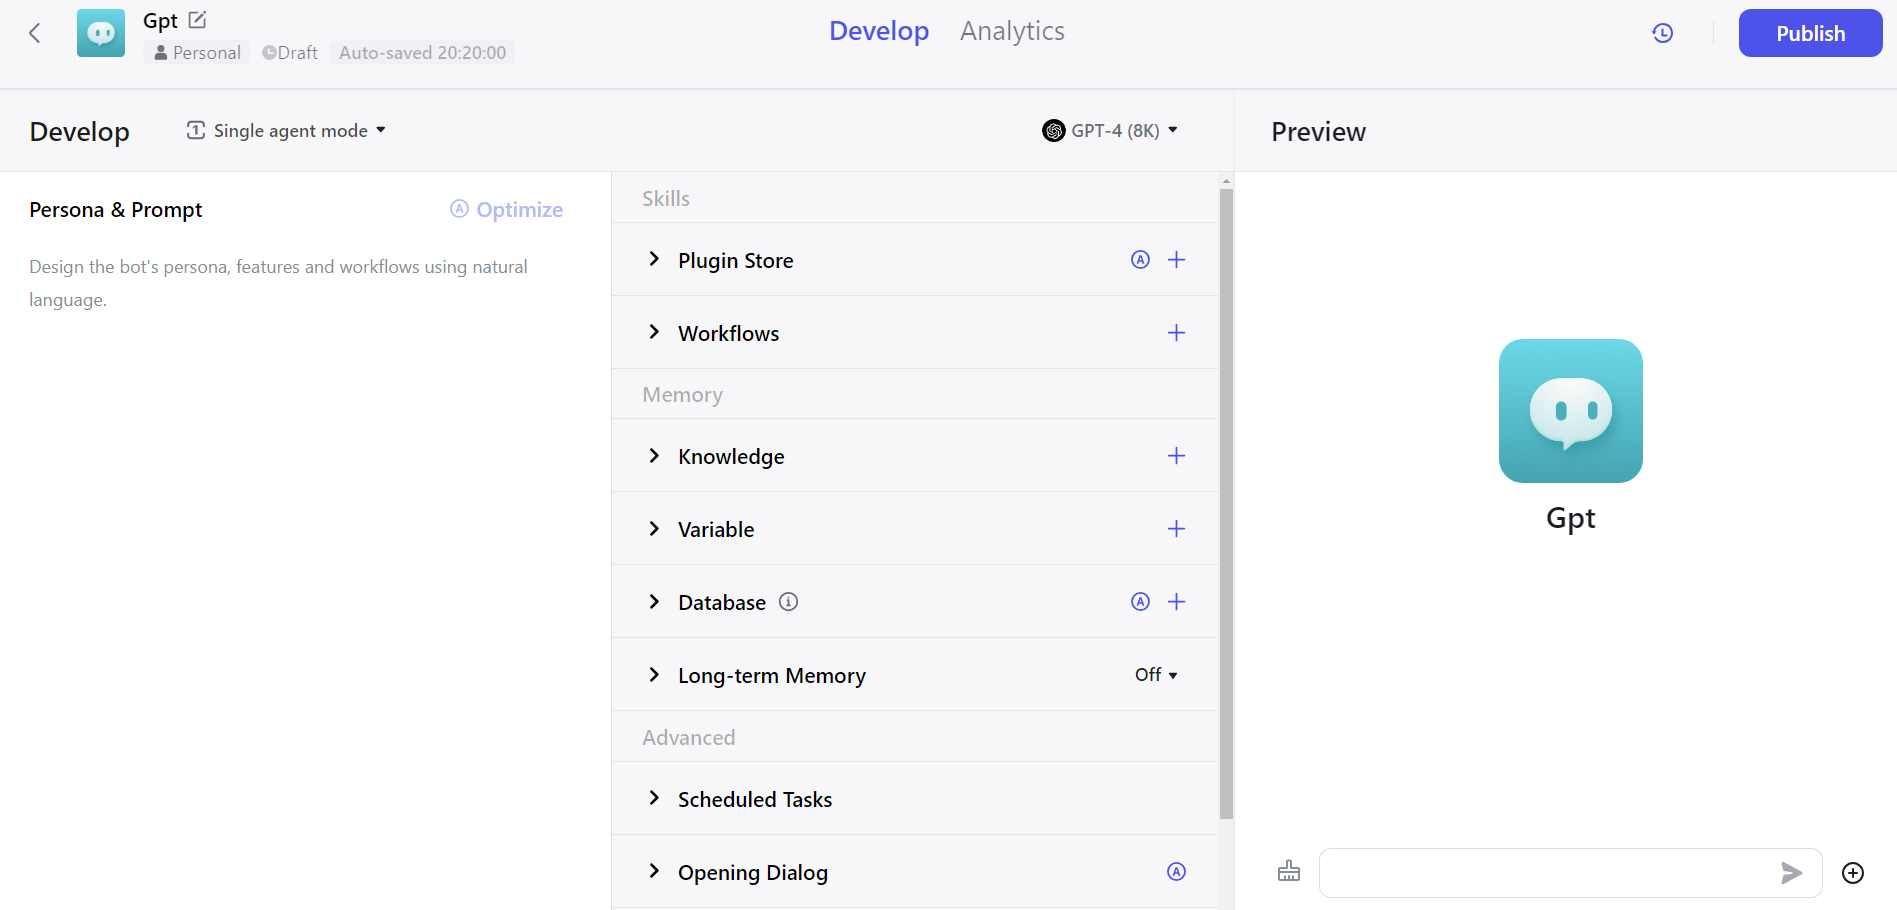 Gpt
Personal
Draft
Auto-saved 20:20:00
Develop
Analytics
Publish
Develop
1 Single agent mode
GPT-4 (8K)
Preview
Persona & Prompt
A Optimize
Design the bot's persona, features and workflows using natural
language.
Skills
Plugin Store
A
Workflows
Memory
Knowledge
Variable
Database
A
Long-term Memory
Off
Advanced
Scheduled Tasks
Opening Dialog
A
Gpt